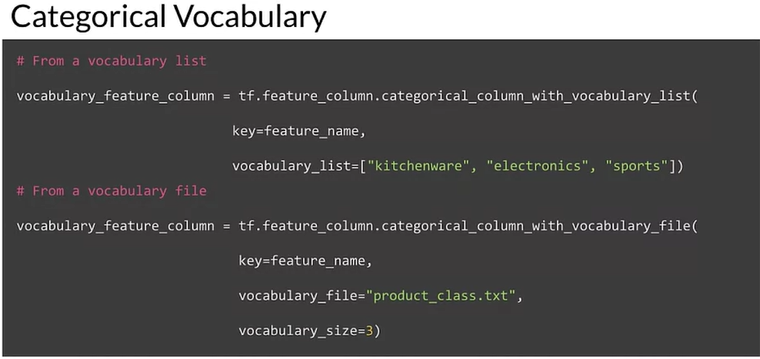 Categorical Vocabulary
# From a vocabulary list
vocabulary_feature_column = tf.feature_column.categorical_column_with_vocabulary_list(
key=feature_name,
vocabulary_list=["kitchenware", "electronics", "sports"])
# From a vocabulary file
vocabulary_feature_column = tf.feature_column.categorical_column_with_vocabulary_file(
key=feature_name,
vocabulary_file="product_class.txt",
vocabulary_size=3)